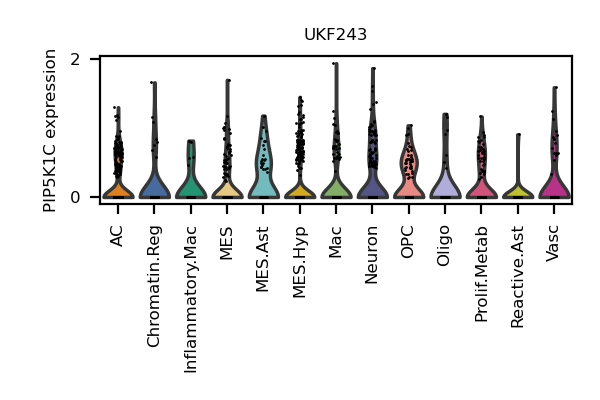 UKF243
PIP5K1C expression
2
0
AC
Chromatin.Reg
Inflammatory.Mac
MES
MES.Ast
MES.Hyp
Mac
Neuron
OPC
Oligo
Prolif.Metab
Reactive.Ast
Vasc